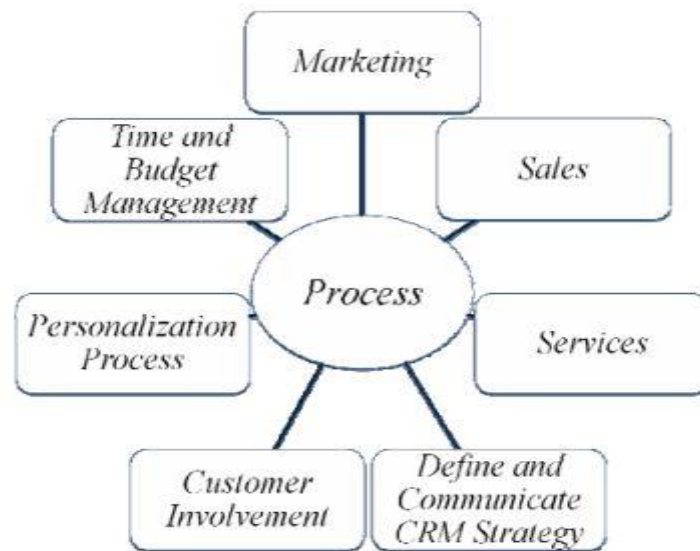 Marketing
Time and
Budget
Management
Sales
Process
Personalization
Process
Services
Customer
Involvement
Define and
Communicate
CRM Strategy